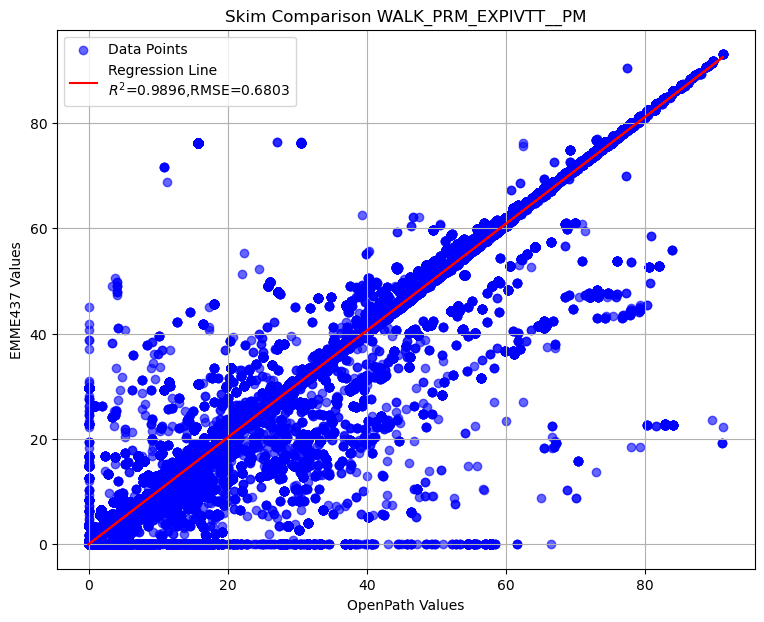 Skim Comparison WALK_PRM_EXPIVTT__PM
Data Points
Regression Line
R²=0.9896,RMSE=0.6803
EMME437 Values
80
60
40
20
0
0 20 40 60 80
OpenPath Values